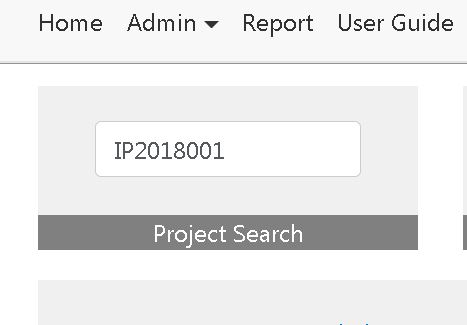 Home Admin Report User Guide
IP2018001
Project Search